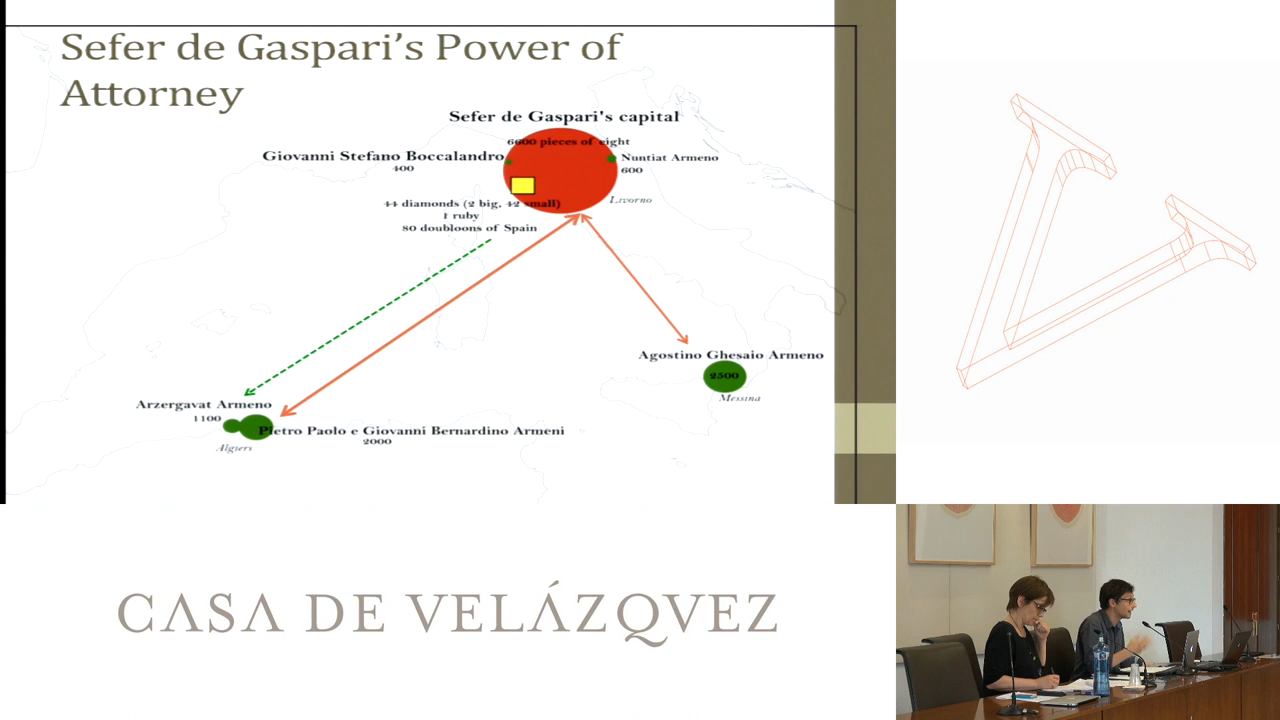 Sefer de Gaspari's Power of
Attorney
Sefer de Gaspari's capital
6600 pieces of eight
Giovanni Stefano Boccalandro
400
Nuntiat Armeno
600
Livorno
44 diamonds (2 big, 42 small)
1 ruby
80 doubloons of Spain
Agostino Ghesaio Armeno
2500
Messina
Arzergavat Armeno
1100
Pietro Paolo e Giovanni Bernardino Armeni
2000
Algiers
CASA DE VELÁZQVEZ